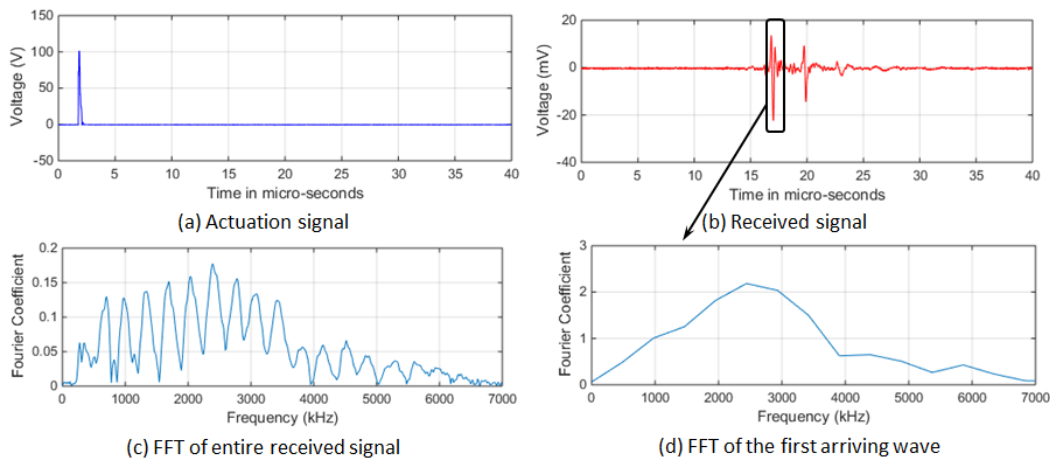 150
100
50
0
-50
Voltage (V)
0 5 10 15 20 25 30 35 40
Time in micro-seconds
(a) Actuation signal
20
0
-20
-40
Voltage (mV)
0 5 10 15 20 25 30 35 40
Time in micro-seconds
(b) Received signal
0.2
0.15
0.1
0.05
0
Fourier Coefficient
0 1000 2000 3000 4000 5000 6000 7000
Frequency (kHz)
(c) FFT of entire received signal
3
2
1
0
Fourier Coefficient
0 1000 2000 3000 4000 5000 6000 7000
Frequency (kHz)
(d) FFT of the first arriving wave